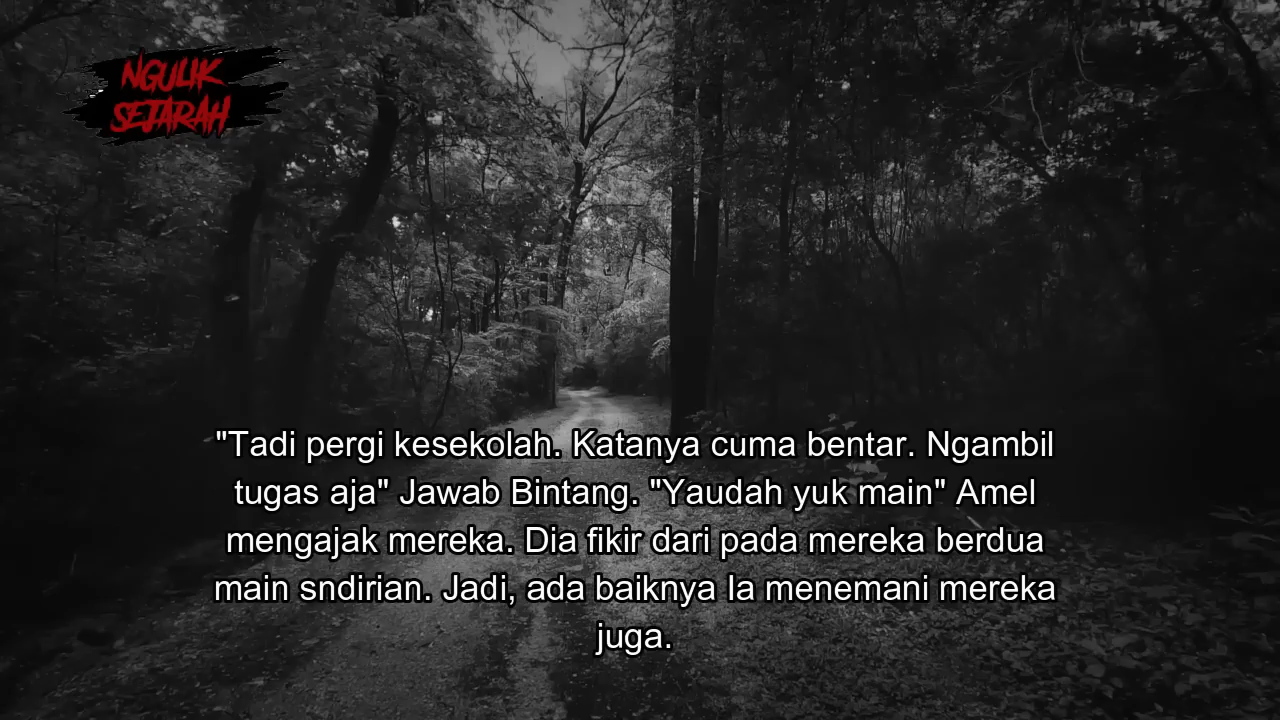 NGULIK
SEJARAH
"Tadi pergi kesekolah. Katanya cuma bentar. Ngambil
tugas aja" Jawab Bintang. "Yaudah yuk main" Amel
mengajak mereka. Dia fikir dari pada mereka berdua
main sndirian. Jadi, ada baiknya Ia menemani mereka
juga.